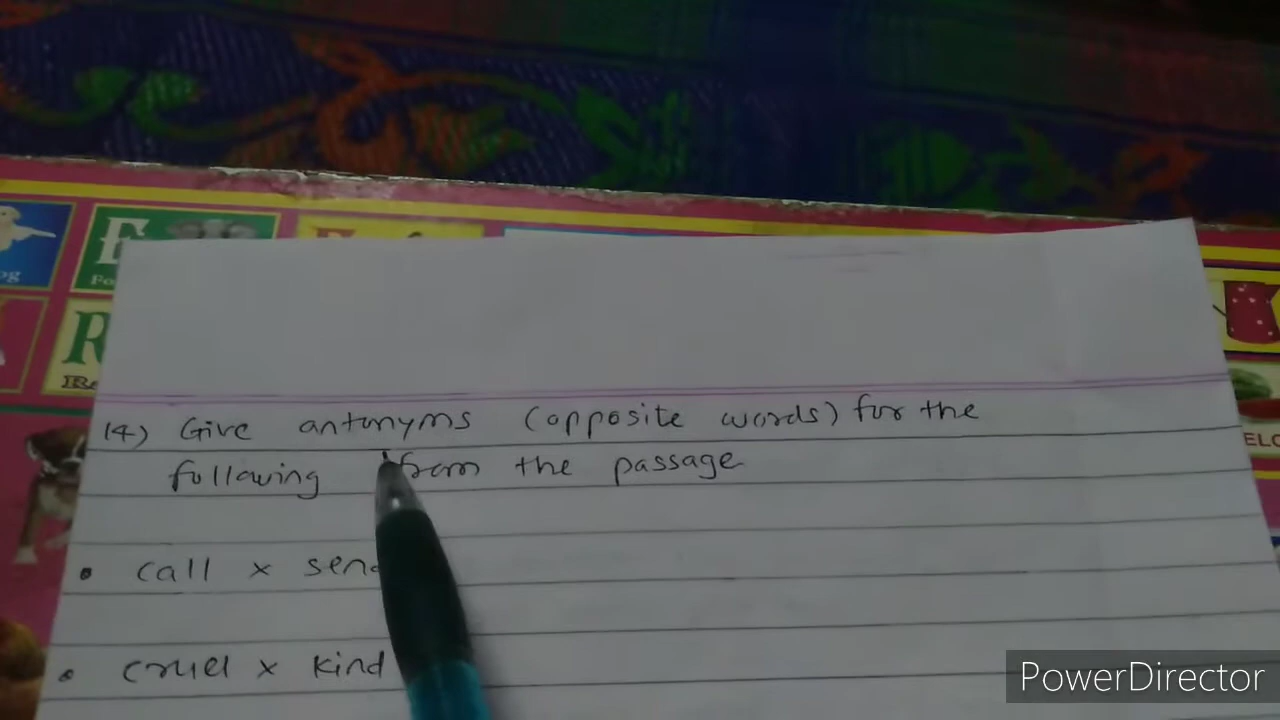 14) Give antonyms (opposite words) for the
following from the passage
• call x send
• cruel x kind
PowerDirector